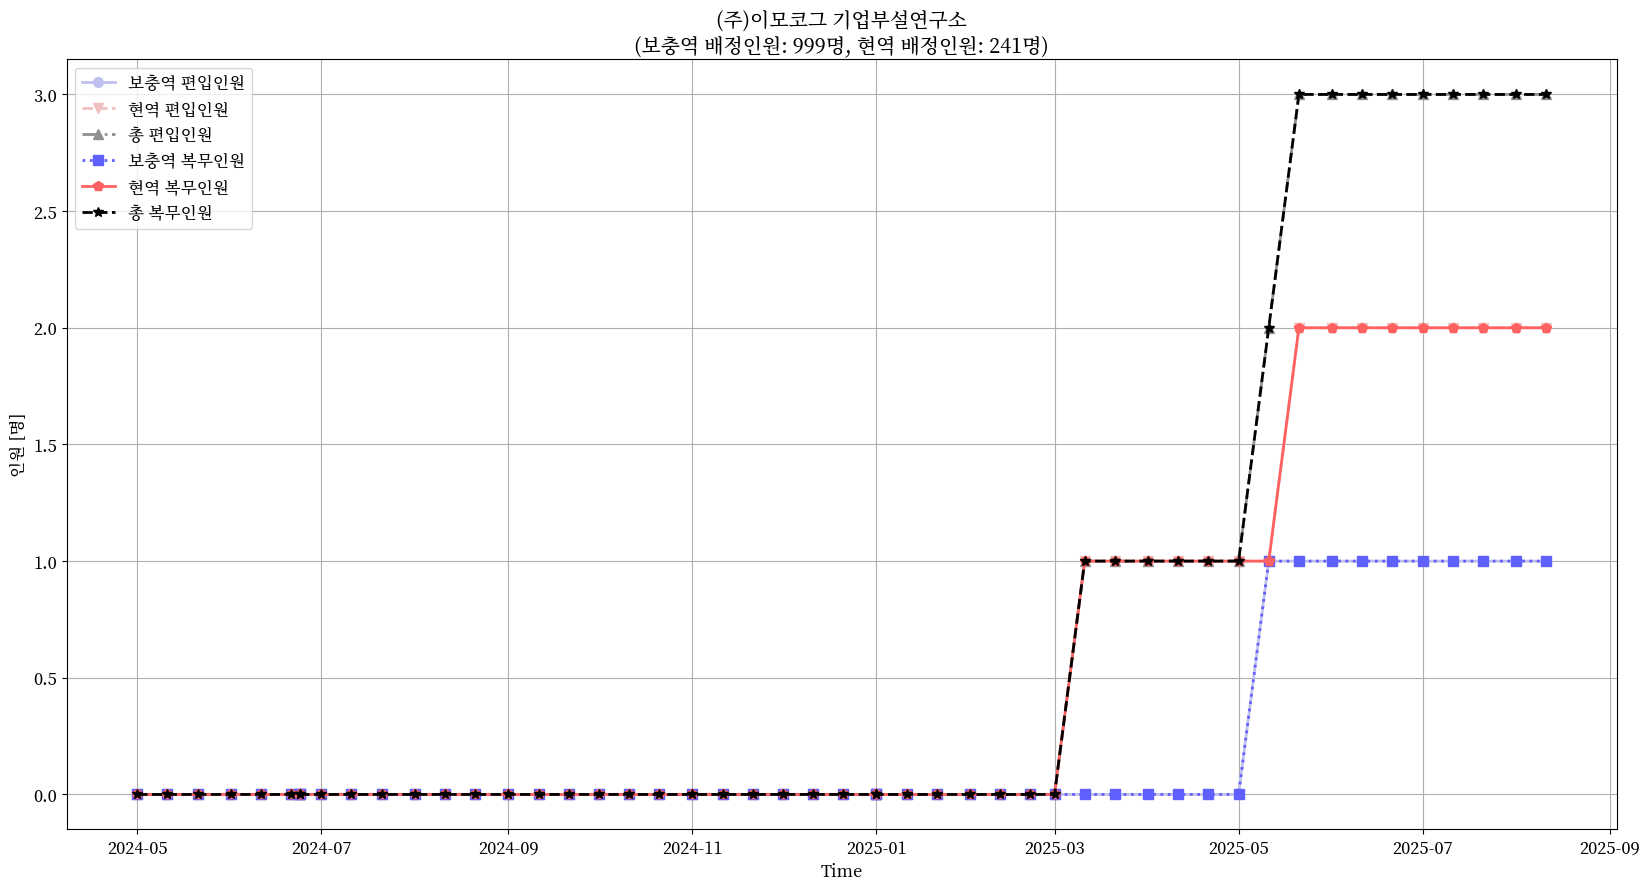 (주)이모코그 기업부설연구소
(보충역 배정인원: 999명, 현역 배정인원: 241명)
보충역 편입인원
현역 편입인원
총 편입인원
보충역 복무인원
현역 복무인원
총 복무인원
3.0
2.5
2.0
1.5
1.0
0.5
0.0
인원 [명]
2024-05
2024-07
2024-09
2024-11
2025-01
2025-03
2025-05
2025-07
2025-09
Time